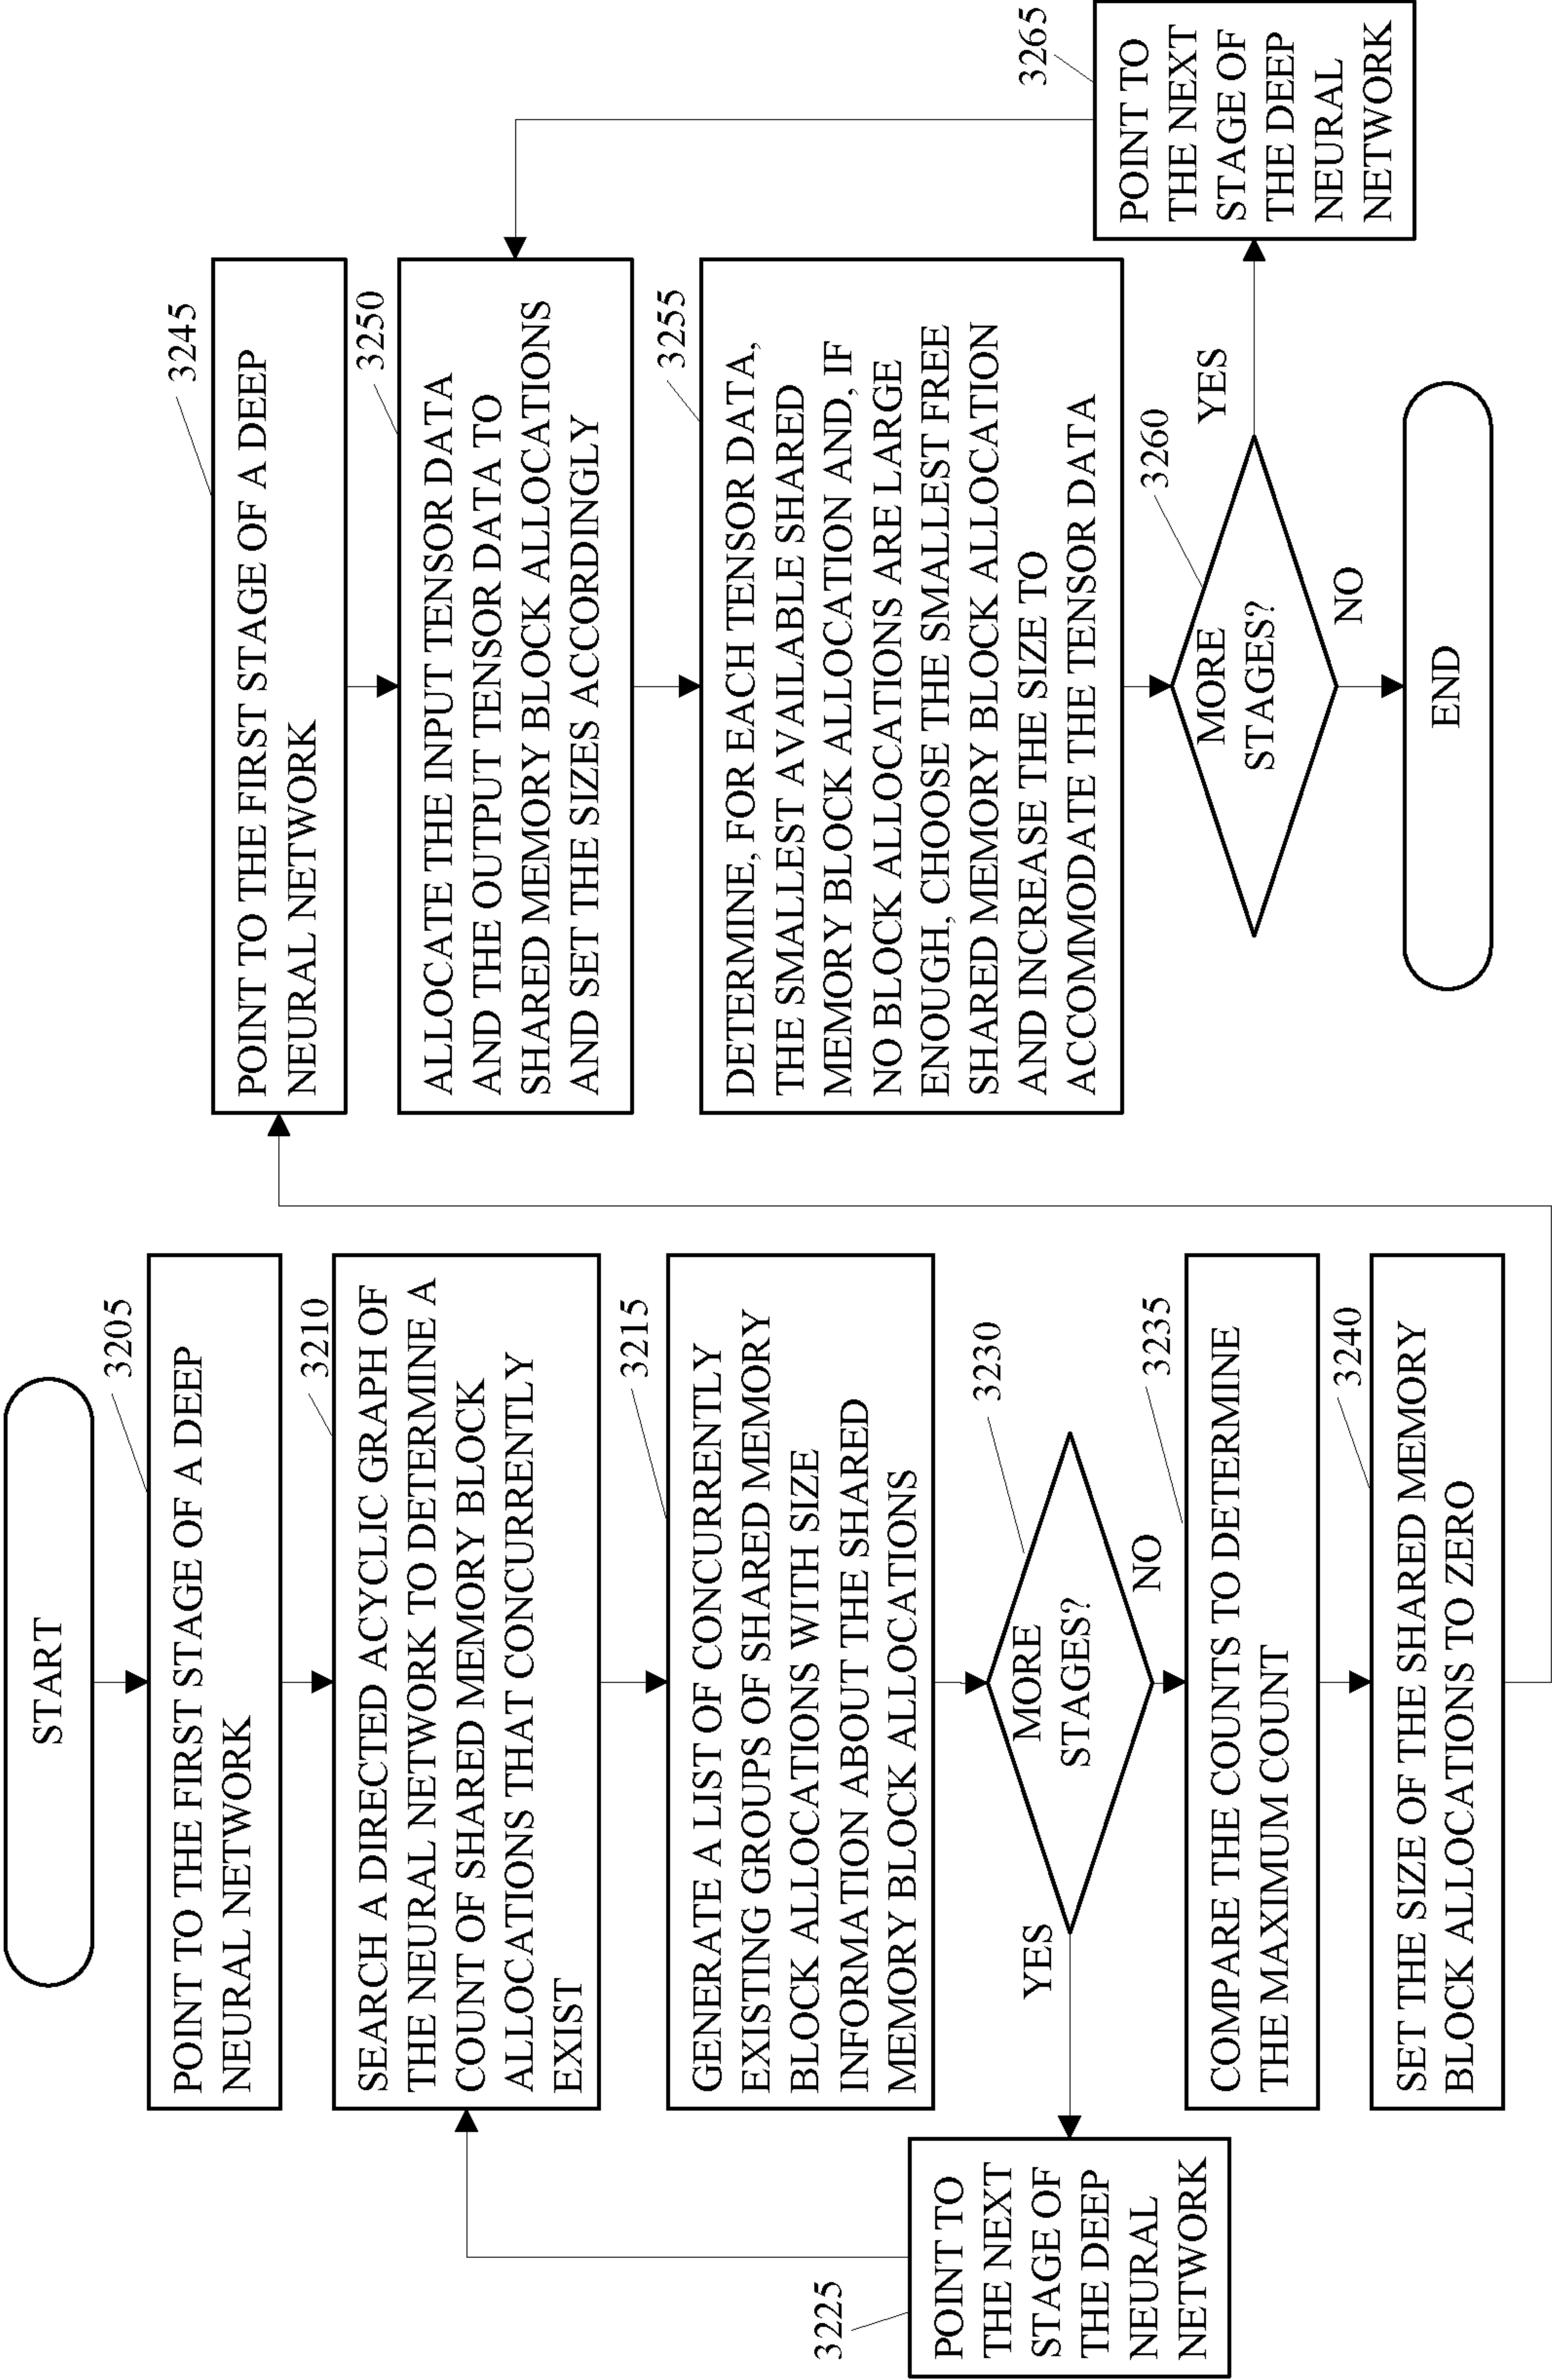 START
3205
POINT TO THE FIRST STAGE OF A DEEP
NEURAL NETWORK
3210
SEARCH A DIRECTED ACYCLIC GRAPH OF
THE NEURAL NETWORK TO DETERMINE A
COUNT OF SHARED MEMORY BLOCK
ALLOCATIONS THAT CONCURRENTLY
EXIST
3215
GENERATE A LIST OF CONCURRENTLY
EXISTING GROUPS OF SHARED MEMORY
BLOCK ALLOCATIONS WITH SIZE
INFORMATION ABOUT THE SHARED
MEMORY BLOCK ALLOCATIONS
3225
POINT TO
THE NEXT
STAGE OF
THE DEEP
NEURAL
NETWORK
YES
3230
MORE
STAGES?
NO
3235
COMPARE THE COUNTS TO DETERMINE
THE MAXIMUM COUNT
3240
SET THE SIZE OF THE SHARED MEMORY
BLOCK ALLOCATIONS TO ZERO
3245
POINT TO THE FIRST STAGE OF A DEEP
NEURAL NETWORK
3250
ALLOCATE THE INPUT TENSOR DATA
AND THE OUTPUT TENSOR DATA TO
SHARED MEMORY BLOCK ALLOCATIONS
AND SET THE SIZES ACCORDINGLY
3255
DETERMINE, FOR EACH TENSOR DATA,
THE SMALLEST AVAILABLE SHARED
MEMORY BLOCK ALLOCATION AND, IF
NO BLOCK ALLOCATIONS ARE LARGE
ENOUGH, CHOOSE THE SMALLEST FREE
SHARED MEMORY BLOCK ALLOCATION
AND INCREASE THE SIZE TO
ACCOMMODATE THE TENSOR DATA
3260
MORE
STAGES?
YES
NO
3265
POINT TO
THE NEXT
STAGE OF
THE DEEP
NEURAL
NETWORK
END